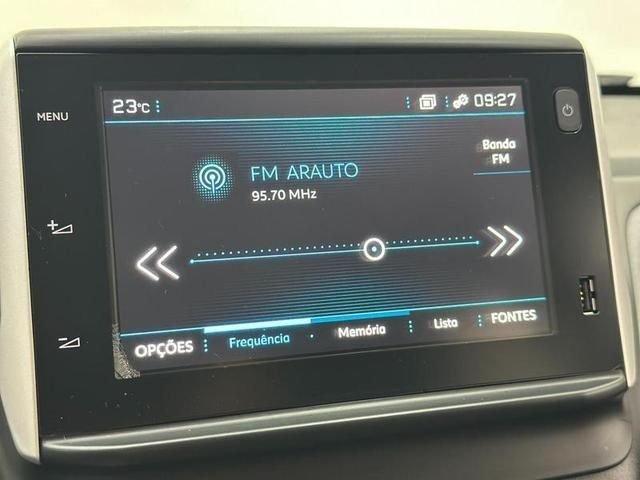 MENU
23°C
09:27
FM ARAUTO
95.70 MHz
Banda
FM
OPÇÕES
Frequência
Memória
Lista
FONTES